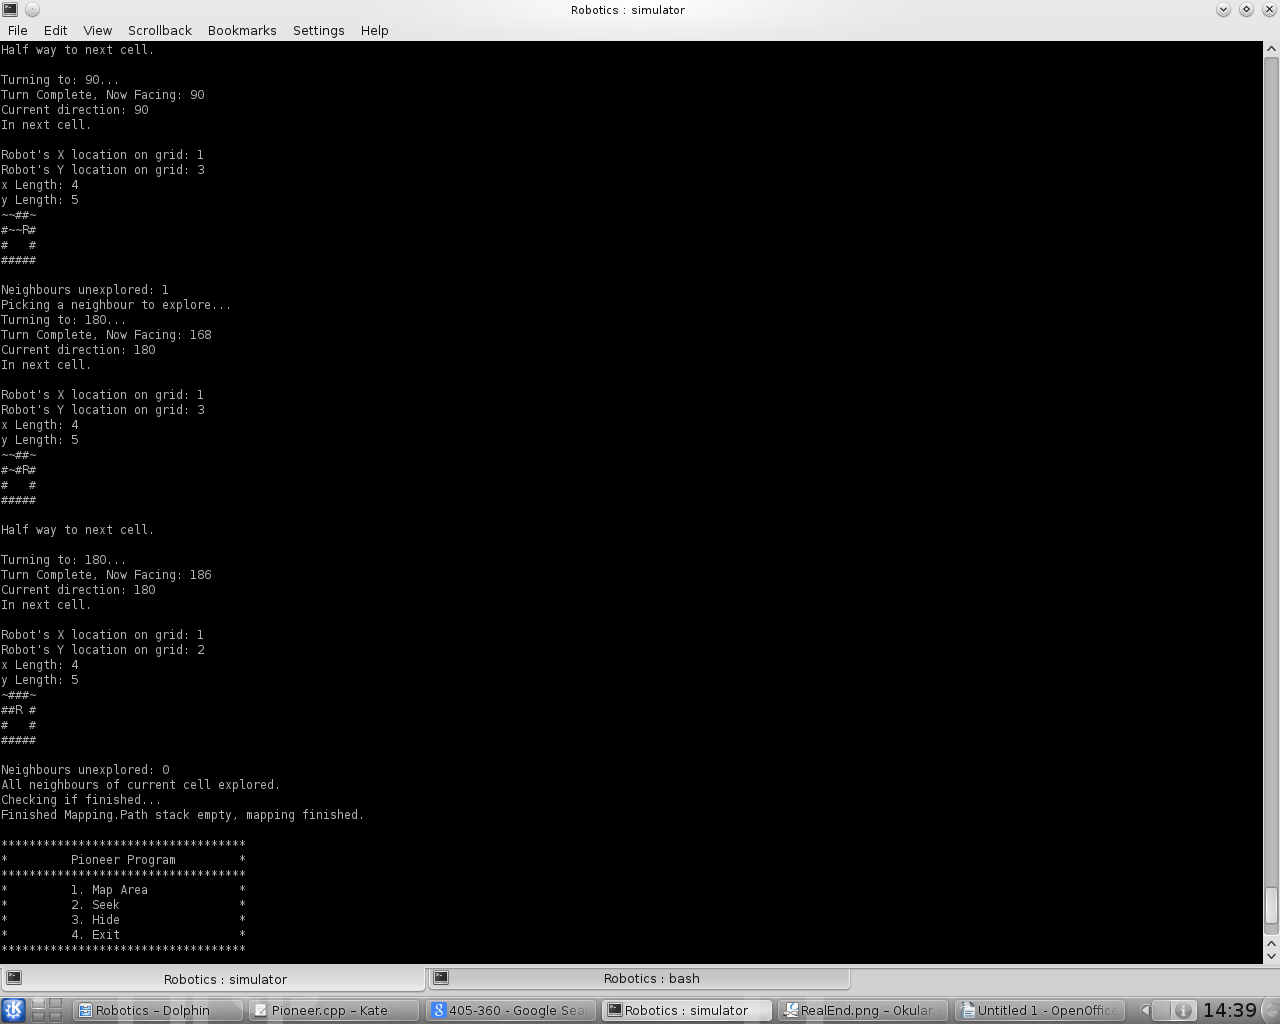 Robotics : simulator
File Edit View Scrollback Bookmarks Settings Help
Half way to next cell.
Turning to: 90...
Turn Complete, Now Facing: 90
Current direction: 90
In next cell.
Robot's X location on grid: 1
Robot's Y location on grid: 3
x Length: 4
y Length: 5
~~##~
#~~R#
#   #
#####
Neighbours unexplored: 1
Picking a neighbour to explore...
Turning to: 180...
Turn Complete, Now Facing: 168
Current direction: 180
In next cell.
Robot's X location on grid: 1
Robot's Y location on grid: 3
x Length: 4
y Length: 5
~~##~
#~#R#
#   #
#####
Half way to next cell.
Turning to: 180...
Turn Complete, Now Facing: 186
Current direction: 180
In next cell.
Robot's X location on grid: 1
Robot's Y location on grid: 2
x Length: 4
y Length: 5
~###~
##R #
#   #
#####
Neighbours unexplored: 0
All neighbours of current cell explored.
Checking if finished...
Finished Mapping.Path stack empty, mapping finished.
***********************************
*         Pioneer Program         *
***********************************
*         1. Map Area             *
*         2. Seek                 *
*         3. Hide                 *
*         4. Exit                 *
***********************************
Robotics : simulator Robotics : bash
Robotics – Dolphin Pioneer.cpp – Kate 405-360 - Google Sea Robotics : simulator RealEnd.png – Okular Untitled 1 - OpenOffic 14:39